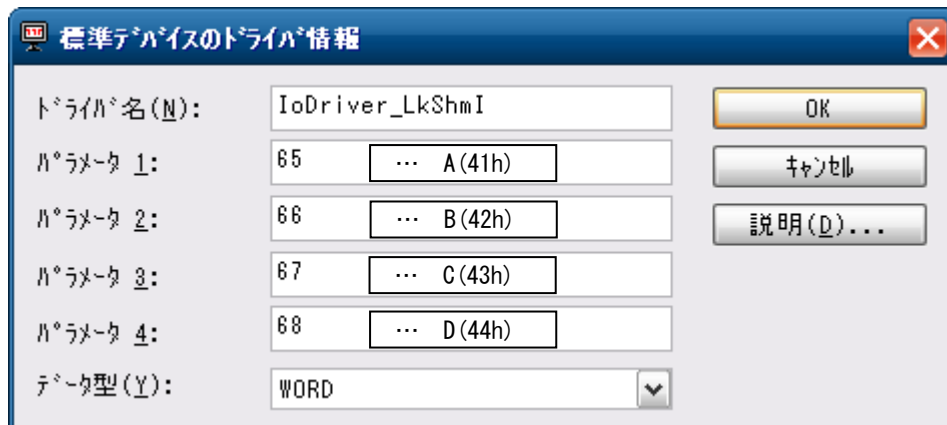 標準ﾃﾞﾊﾞｲｽのﾄﾞﾗｲﾊﾞ情報
ﾄﾞﾗｲﾊﾞ名(N): IoDriver_LkShmI OK
ﾊﾟﾗﾒｰﾀ 1: 65 … A(41h) ｷｬﾝｾﾙ
ﾊﾟﾗﾒｰﾀ 2: 66 … B(42h) 説明(D)...
ﾊﾟﾗﾒｰﾀ 3: 67 … C(43h)
ﾊﾟﾗﾒｰﾀ 4: 68 … D(44h)
ﾃﾞｰﾀ型(Y): WORD